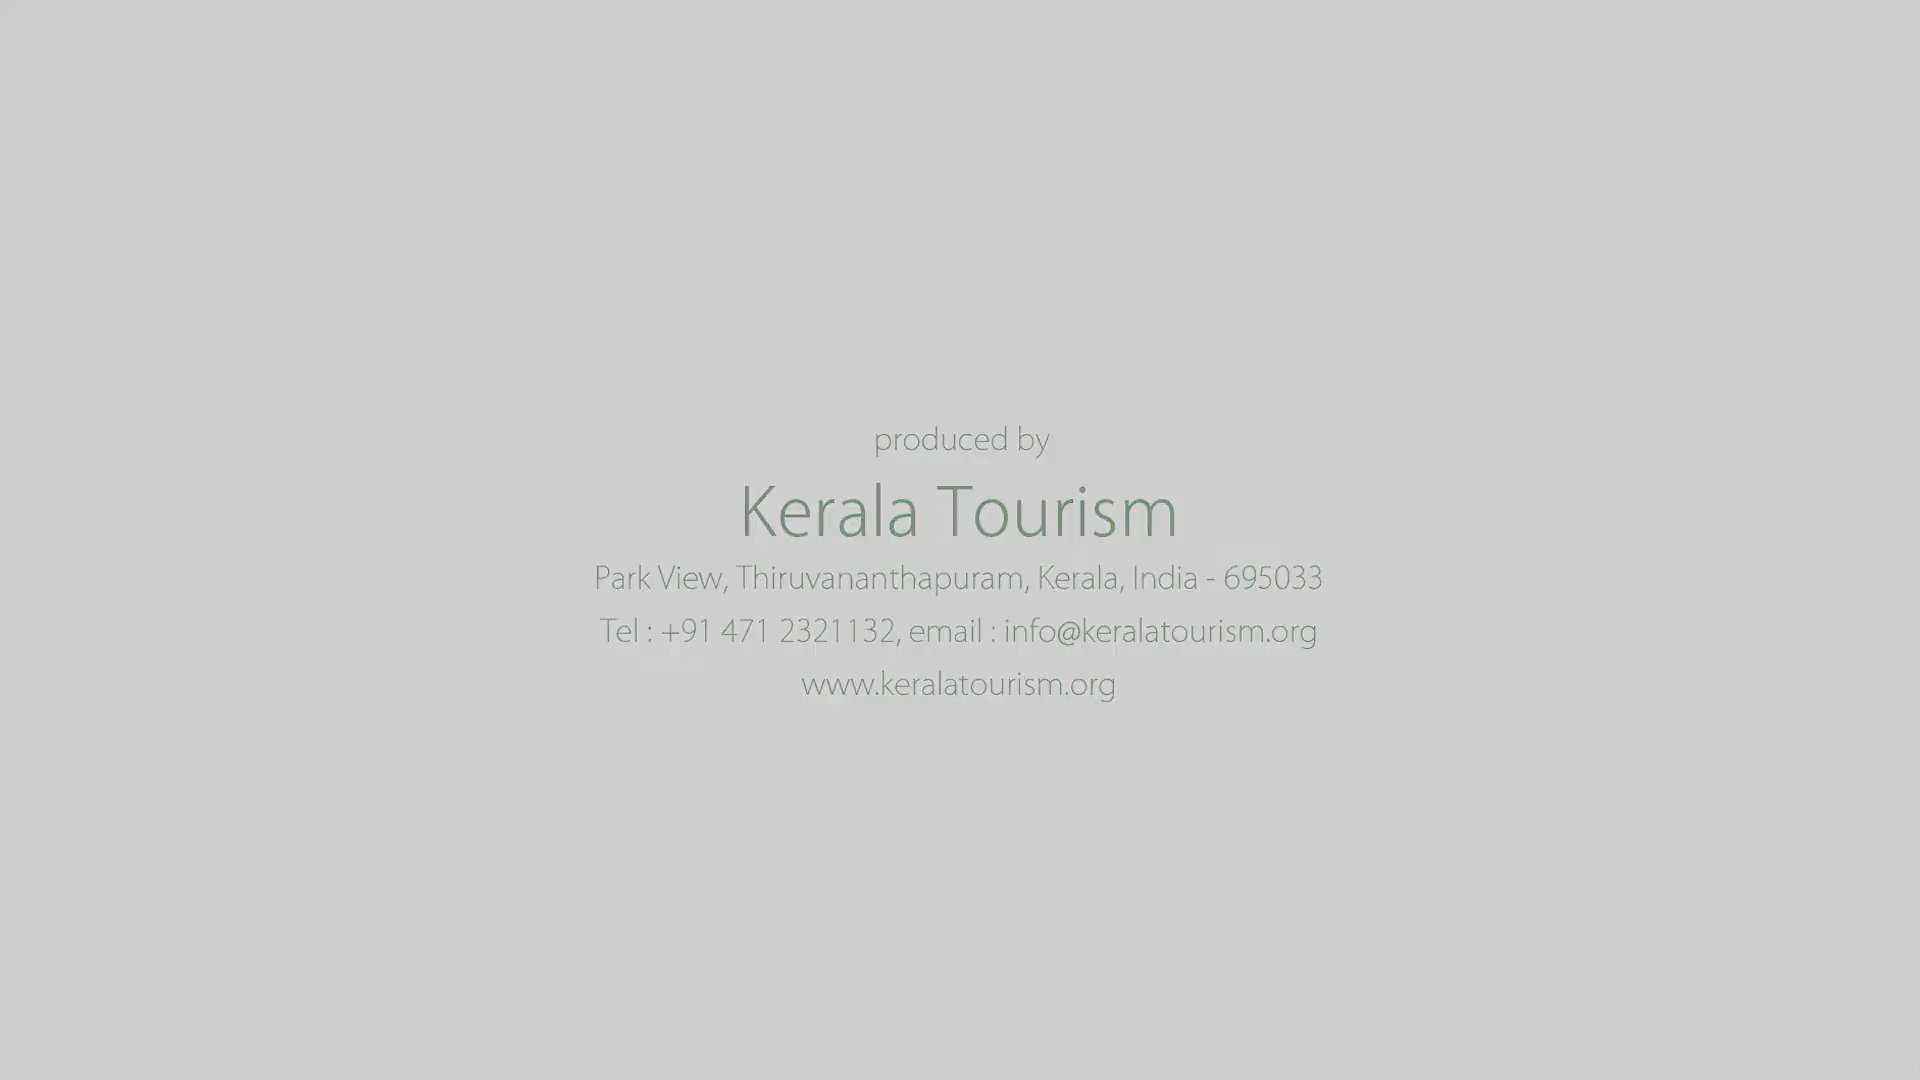 produced by
Kerala Tourism
Park View, Thiruvananthapuram, Kerala, India - 695033
Tel : +91 471 2321132, email : info@keralatourism.org
www.keralatourism.org